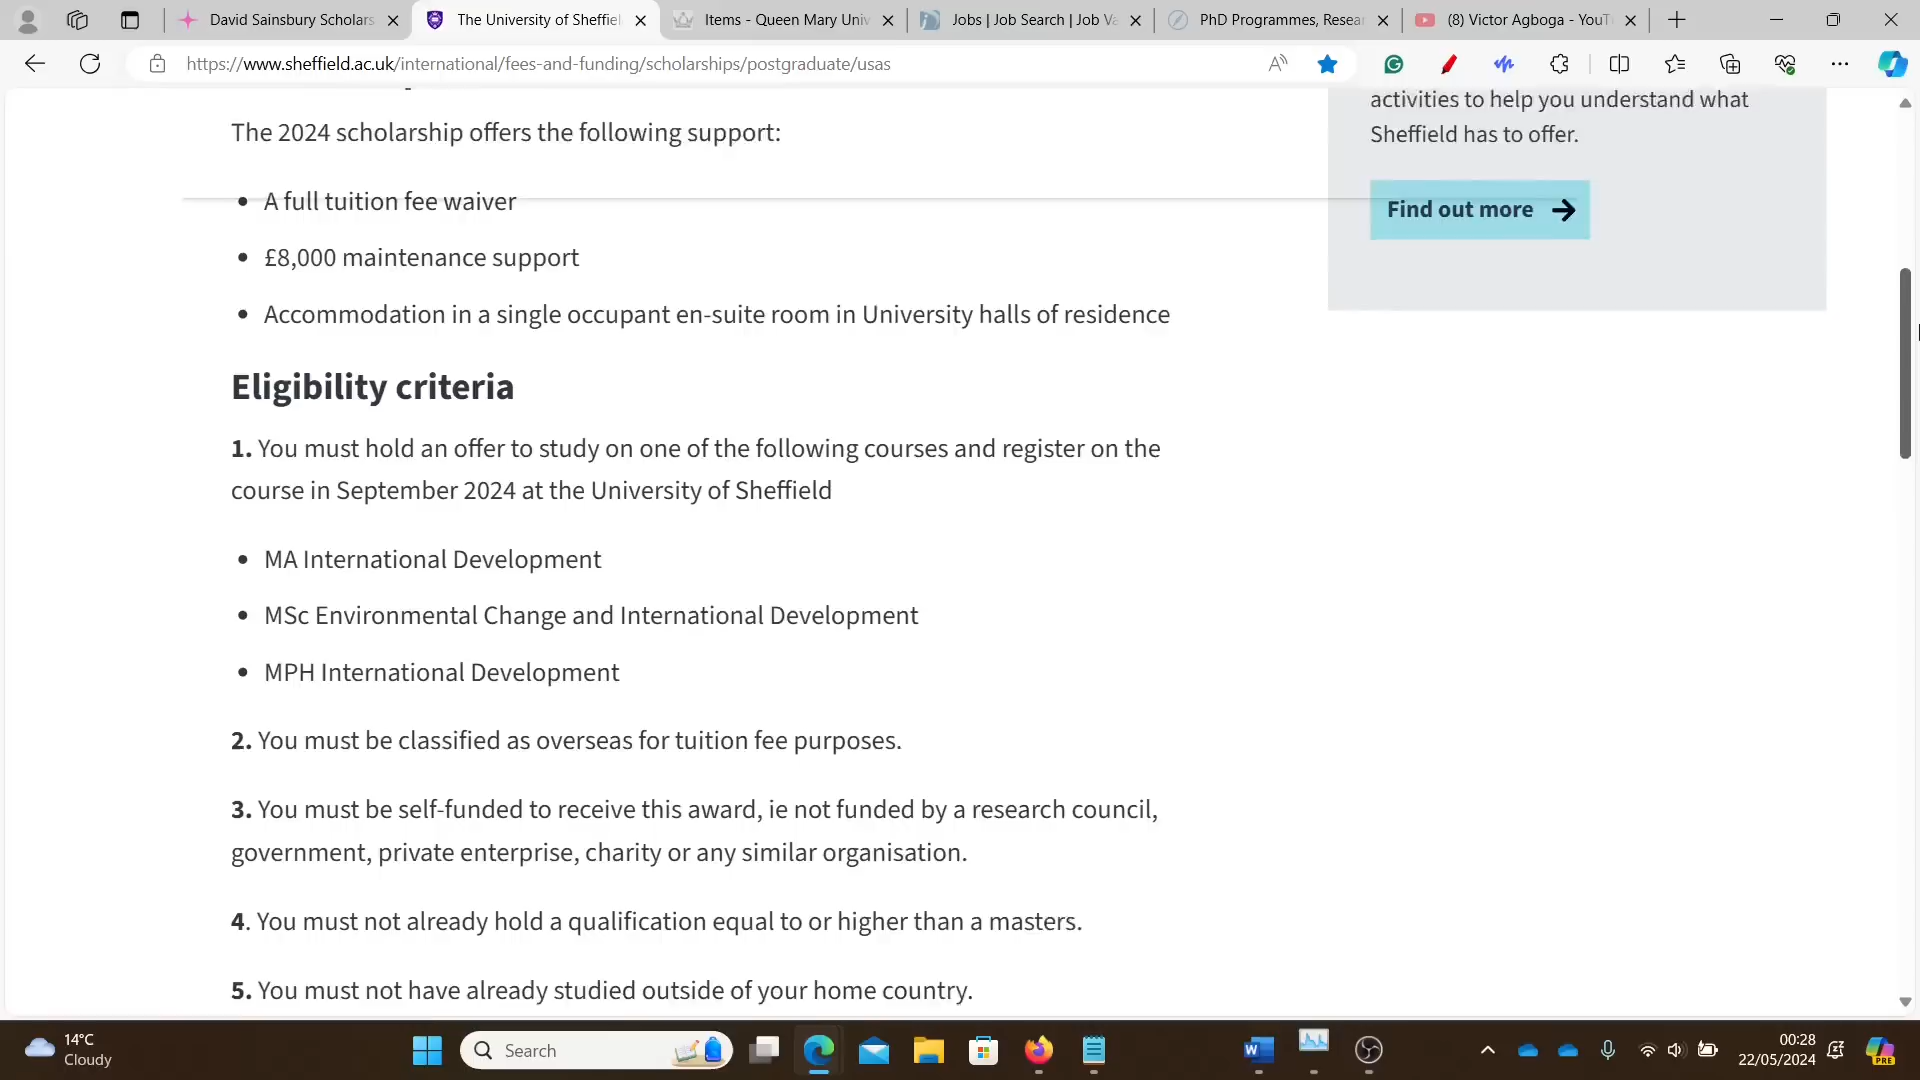 David Sainsbury Scholars
The University of Sheffiel
Items - Queen Mary Univ
Jobs | Job Search | Job Va
PhD Programmes, Resear
(8) Victor Agboga - YouTu
https://www.sheffield.ac.uk/international/fees-and-funding/scholarships/postgraduate/usas
activities to help you understand what
Sheffield has to offer.
Find out more
The 2024 scholarship offers the following support:
• A full tuition fee waiver
• £8,000 maintenance support
• Accommodation in a single occupant en-suite room in University halls of residence
Eligibility criteria
1. You must hold an offer to study on one of the following courses and register on the
course in September 2024 at the University of Sheffield
• MA International Development
• MSc Environmental Change and International Development
• MPH International Development
2. You must be classified as overseas for tuition fee purposes.
3. You must be self-funded to receive this award, ie not funded by a research council,
government, private enterprise, charity or any similar organisation.
4. You must not already hold a qualification equal to or higher than a masters.
5. You must not have already studied outside of your home country.
14°C
Cloudy
Search
00:28
22/05/2024
PRE